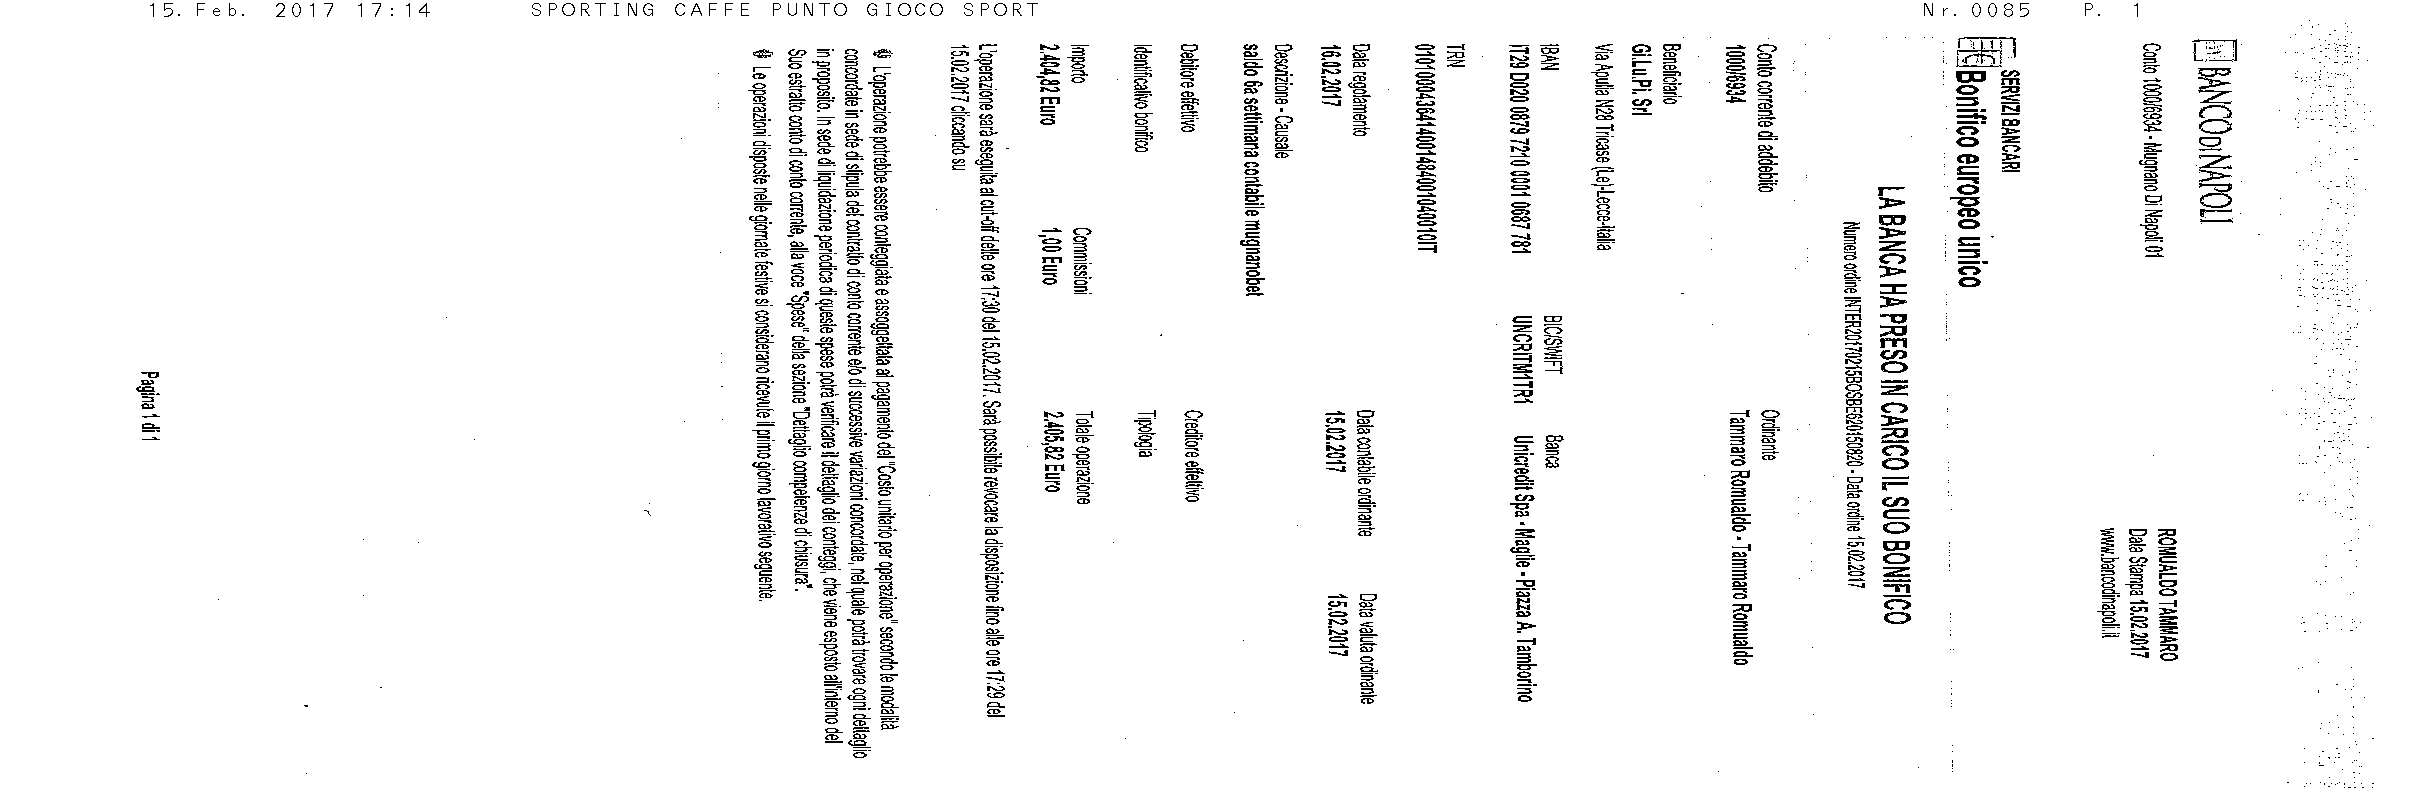 15. Feb. 2017 17:14 SPORTING CAFFE PUNTO GIOCO SPORT Nr. 0085 P. 1
BANCO DI NAPOLI
ROMUALDO TAMMARO
Data Stampa 15.02.2017
Conto 1000/6934 - Mugnano Di Napoli 01
www.bancodinapoli.it
SERVIZI BANCARI
Bonifico europeo unico
LA BANCA HA PRESO IN CARICO IL SUO BONIFICO
Numero ordine INTER20170215BOSBE620150820 - Data ordine 15.02.2017
Conto corrente di addebito Ordinante
1000/6934 Tammaro Romualdo - Tammaro Romualdo
Beneficiario
Gi.Lu.Pi. Srl
Via Apulia N28 Tricase (Le)-Lecce-Italia
IBAN BIC/SWIFT Banca
IT29 D020 0879 7210 0001 0687 781 UNCRITM1TR1 Unicredit Spa - Maglie - Piazza A. Tamborino
TRN
0101000436414001484001040010IT
Data regolamento Data contabile ordinante Data valuta ordinante
16.02.2017 15.02.2017 15.02.2017
Descrizione - Causale
saldo 6a settimana contabile mugnanobet
Debitore effettivo Creditore effettivo
Identificativo bonifico Tipologia
Importo Commissioni Totale operazione
2.404,82 Euro 1,00 Euro 2.405,82 Euro
L'operazione sarà eseguita al cut-off delle ore 17:30 del 15.02.2017. Sarà possibile revocare la disposizione fino alle ore 17:29 del
15.02.2017 cliccando su
L'operazione potrebbe essere conteggiata e assoggettata al pagamento del "Costo unitario per operazione" secondo le modalità
concordate in sede di stipula del contratto di conto corrente e/o di successive variazioni concordate, nel quale potrà trovare ogni dettaglio
in proposito. In sede di liquidazione periodica di queste spese potrà verificare il dettaglio dei conteggi, che viene esposto all'interno del
Suo estratto conto di conto corrente, alla voce "Spese" della sezione "Dettaglio competenze di chiusura".
Le operazioni disposte nelle giornate festive si considerano ricevute il primo giorno lavorativo seguente.
Pagina 1 di 1